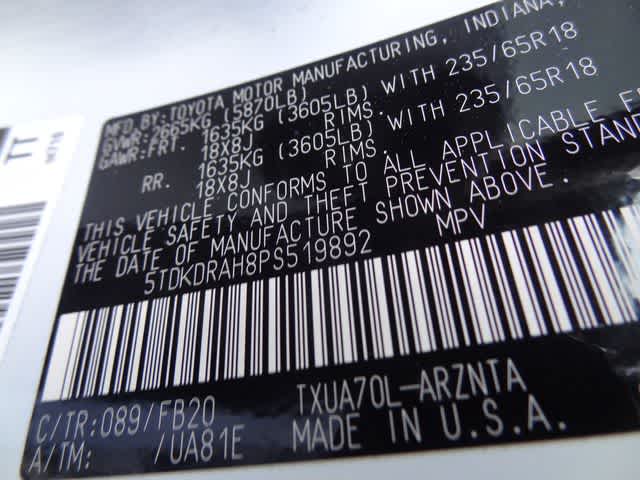 MFD.BY:TOYOTA MOTOR MANUFACTURING, INDIANA,
GVWR:2665KG (5870LB)
GAWR:FRT. 1635KG (3605LB) WITH 235/65R18
18X8J RIMS.
RR. 1635KG (3605LB) WITH 235/65R18
18X8J RIMS.
THIS VEHICLE CONFORMS TO ALL APPLICABLE
VEHICLE SAFETY AND THEFT PREVENTION STAND
THE DATE OF MANUFACTURE SHOWN ABOVE.
5TDKDRAH8PS519892 MPV
C/TR:089/FB20 TXUA70L-ARZNTA
A/TM: /UA81E MADE IN U.S.A.
TT